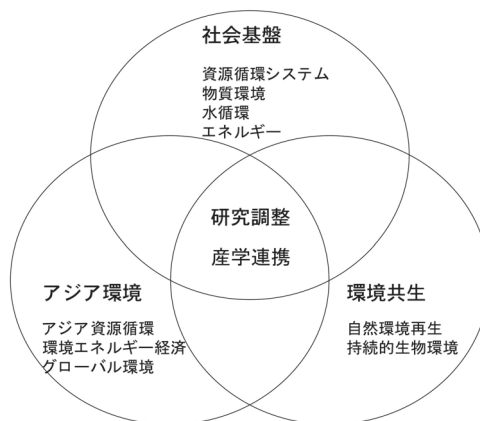 社会基盤
資源循環システム
物質環境
水循環
エネルギー
研究調整
産学連携
アジア環境
アジア資源循環
環境エネルギー経済
グローバル環境
環境共生
自然環境再生
持続的生物環境